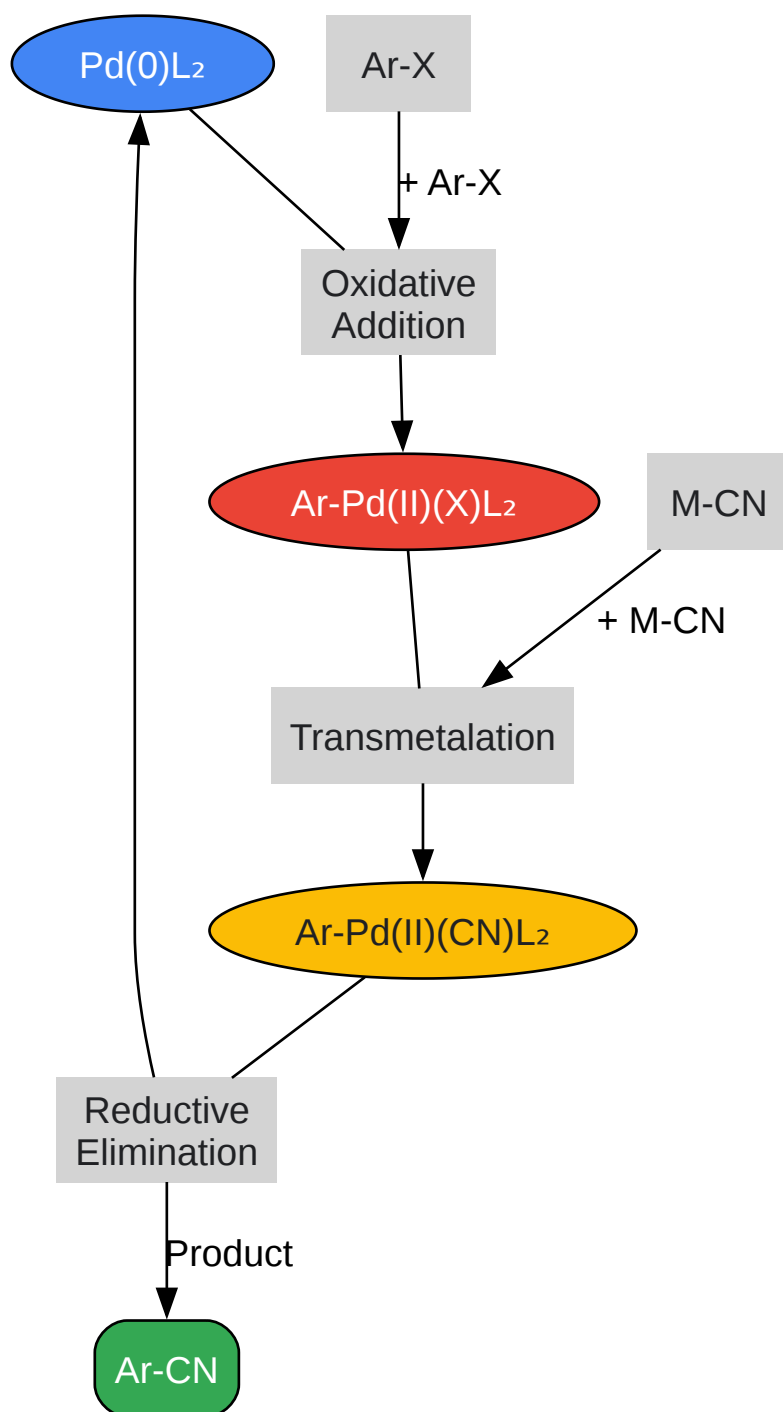 Pd(0)L₂
Ar-X
+ Ar-X
Oxidative
Addition
Ar-Pd(II)(X)L₂
M-CN
+ M-CN
Transmetalation
Ar-Pd(II)(CN)L₂
Reductive
Elimination
Product
Ar-CN